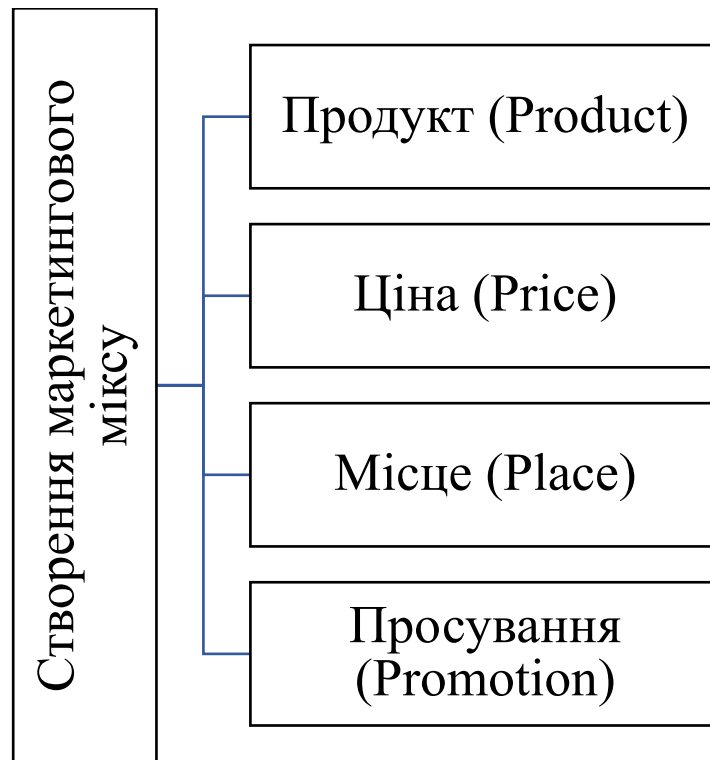 Створення маркетингового
міксу
Продукт (Product)
Ціна (Price)
Місце (Place)
Просування
(Promotion)